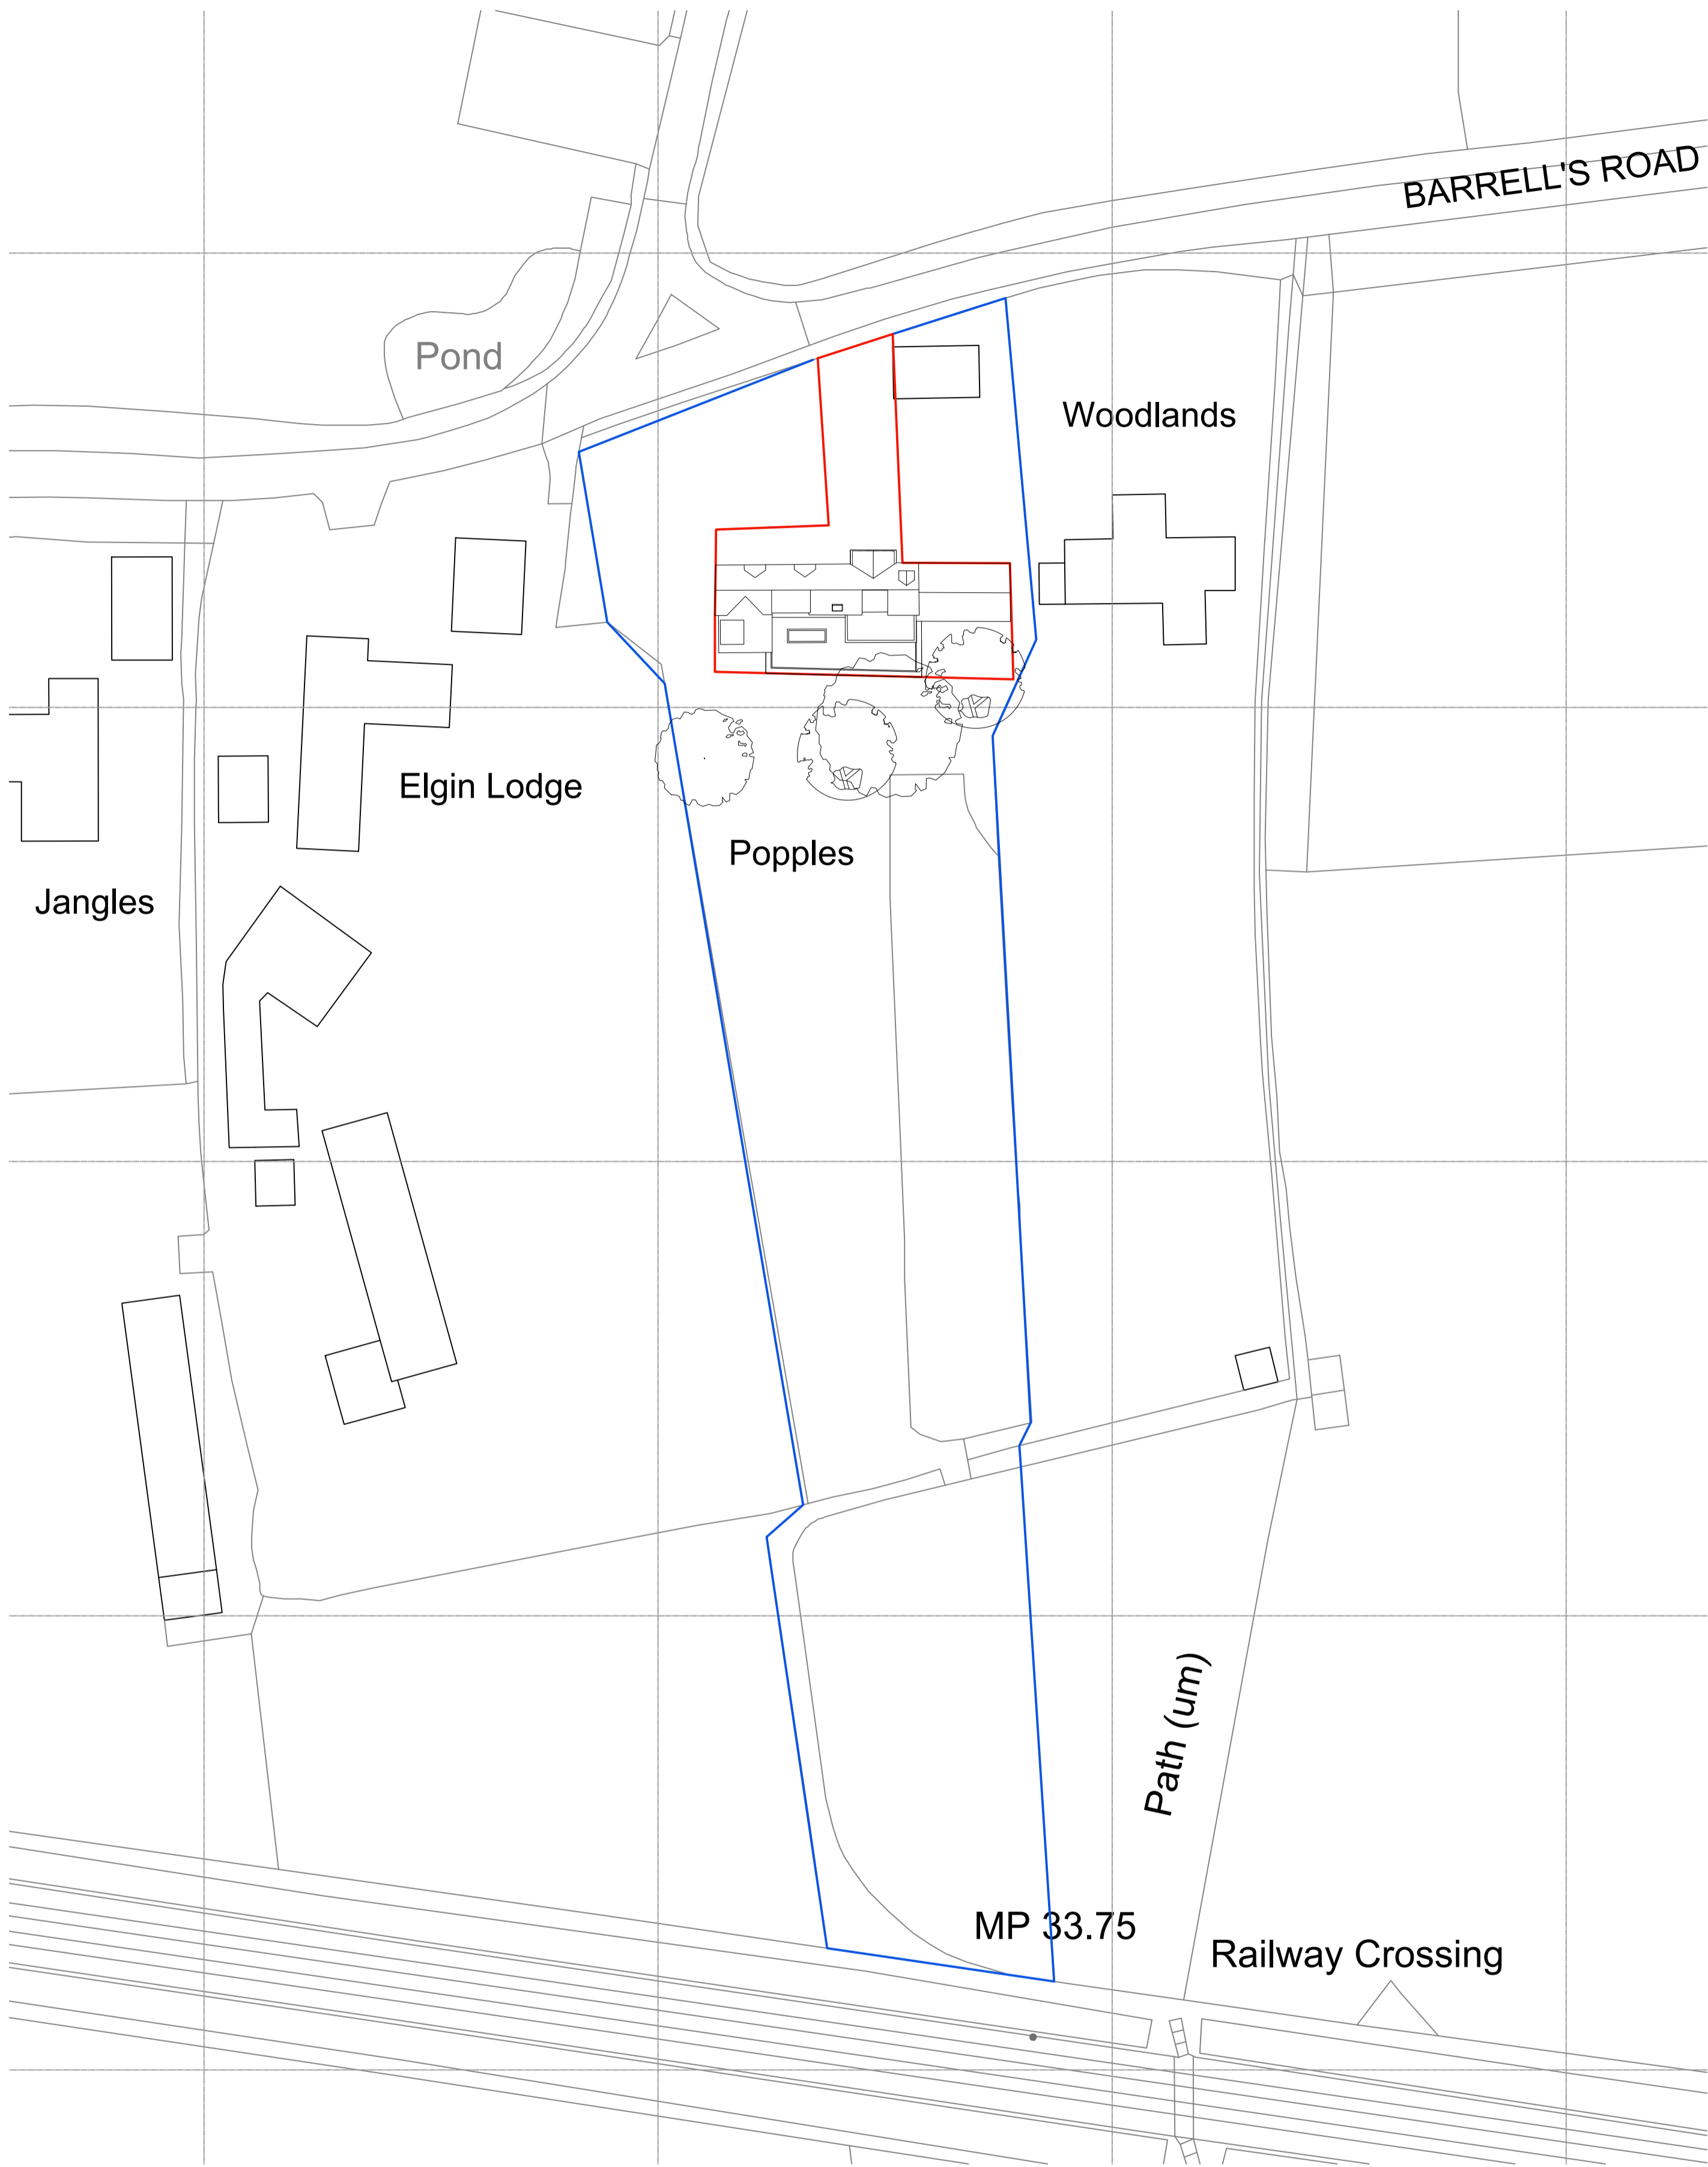 BARRELL'S ROAD
Pond
Woodlands
Elgin Lodge
Popples
Jangles
Path (um)
MP 33.75
Railway Crossing